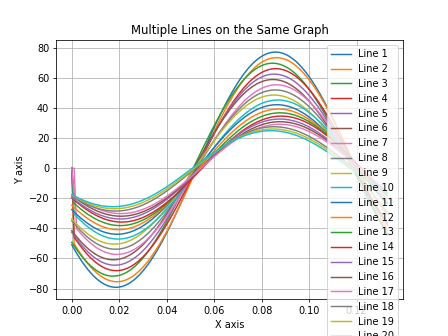 Multiple Lines on the Same Graph
80
60
40
20
0
−20
−40
−60
−80
Y axis
0.00
0.02
0.04
0.06
0.08
0.10
X axis
Line 1
Line 2
Line 3
Line 4
Line 5
Line 6
Line 7
Line 8
Line 9
Line 10
Line 11
Line 12
Line 13
Line 14
Line 15
Line 16
Line 17
Line 18
Line 19
Line 20